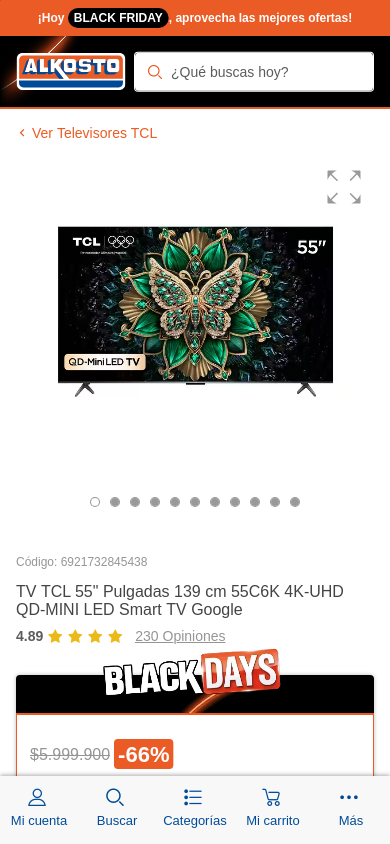 ¡Hoy BLACK FRIDAY, aprovecha las mejores ofertas!
ALKOSTO
¿Qué buscas hoy?
Ver Televisores TCL
TCL
55"
QD-MiniLED TV
Código: 6921732845438
TV TCL 55" Pulgadas 139 cm 55C6K 4K-UHD
QD-MINI LED Smart TV Google
4.89 230 Opiniones
BLACK DAYS
$5.999.900 -66%
Mi cuenta Buscar Categorías Mi carrito Más